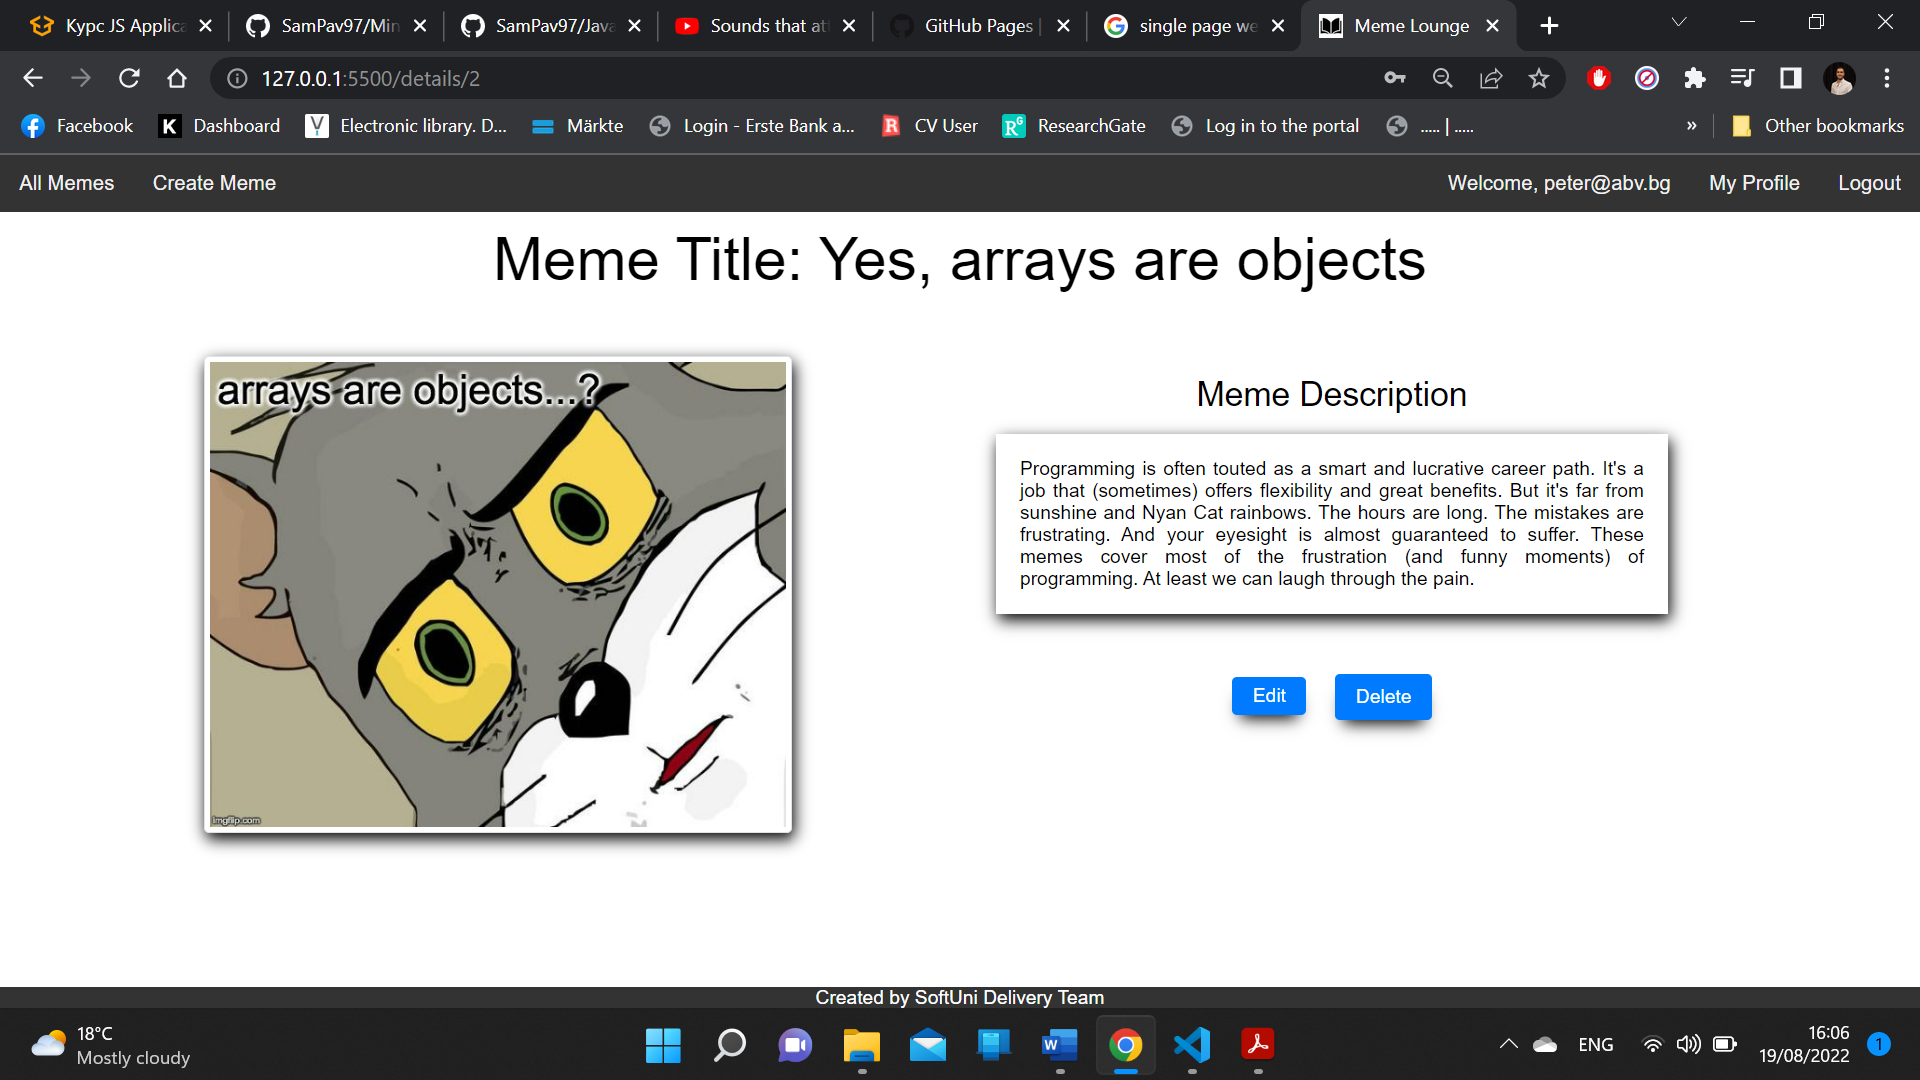 Курс JS Applica
SamPav97/Min
SamPav97/Java
Sounds that at
GitHub Pages |
single page we
Meme Lounge
127.0.0.1:5500/details/2
Facebook
Dashboard
Electronic library. D...
Märkte
Login - Erste Bank a...
CV User
ResearchGate
Log in to the portal
..... | .....
»
Other bookmarks
All Memes
Create Meme
Welcome, peter@abv.bg
My Profile
Logout
Meme Title: Yes, arrays are objects
arrays are objects...?
imgflip.com
Meme Description
Programming is often touted as a smart and lucrative career path. It's a
job that (sometimes) offers flexibility and great benefits. But it's far from
sunshine and Nyan Cat rainbows. The hours are long. The mistakes are
frustrating. And your eyesight is almost guaranteed to suffer. These
memes cover most of the frustration (and funny moments) of
programming. At least we can laugh through the pain.
Edit
Delete
Created by SoftUni Delivery Team
18°C
Mostly cloudy
ENG
16:06
19/08/2022
1